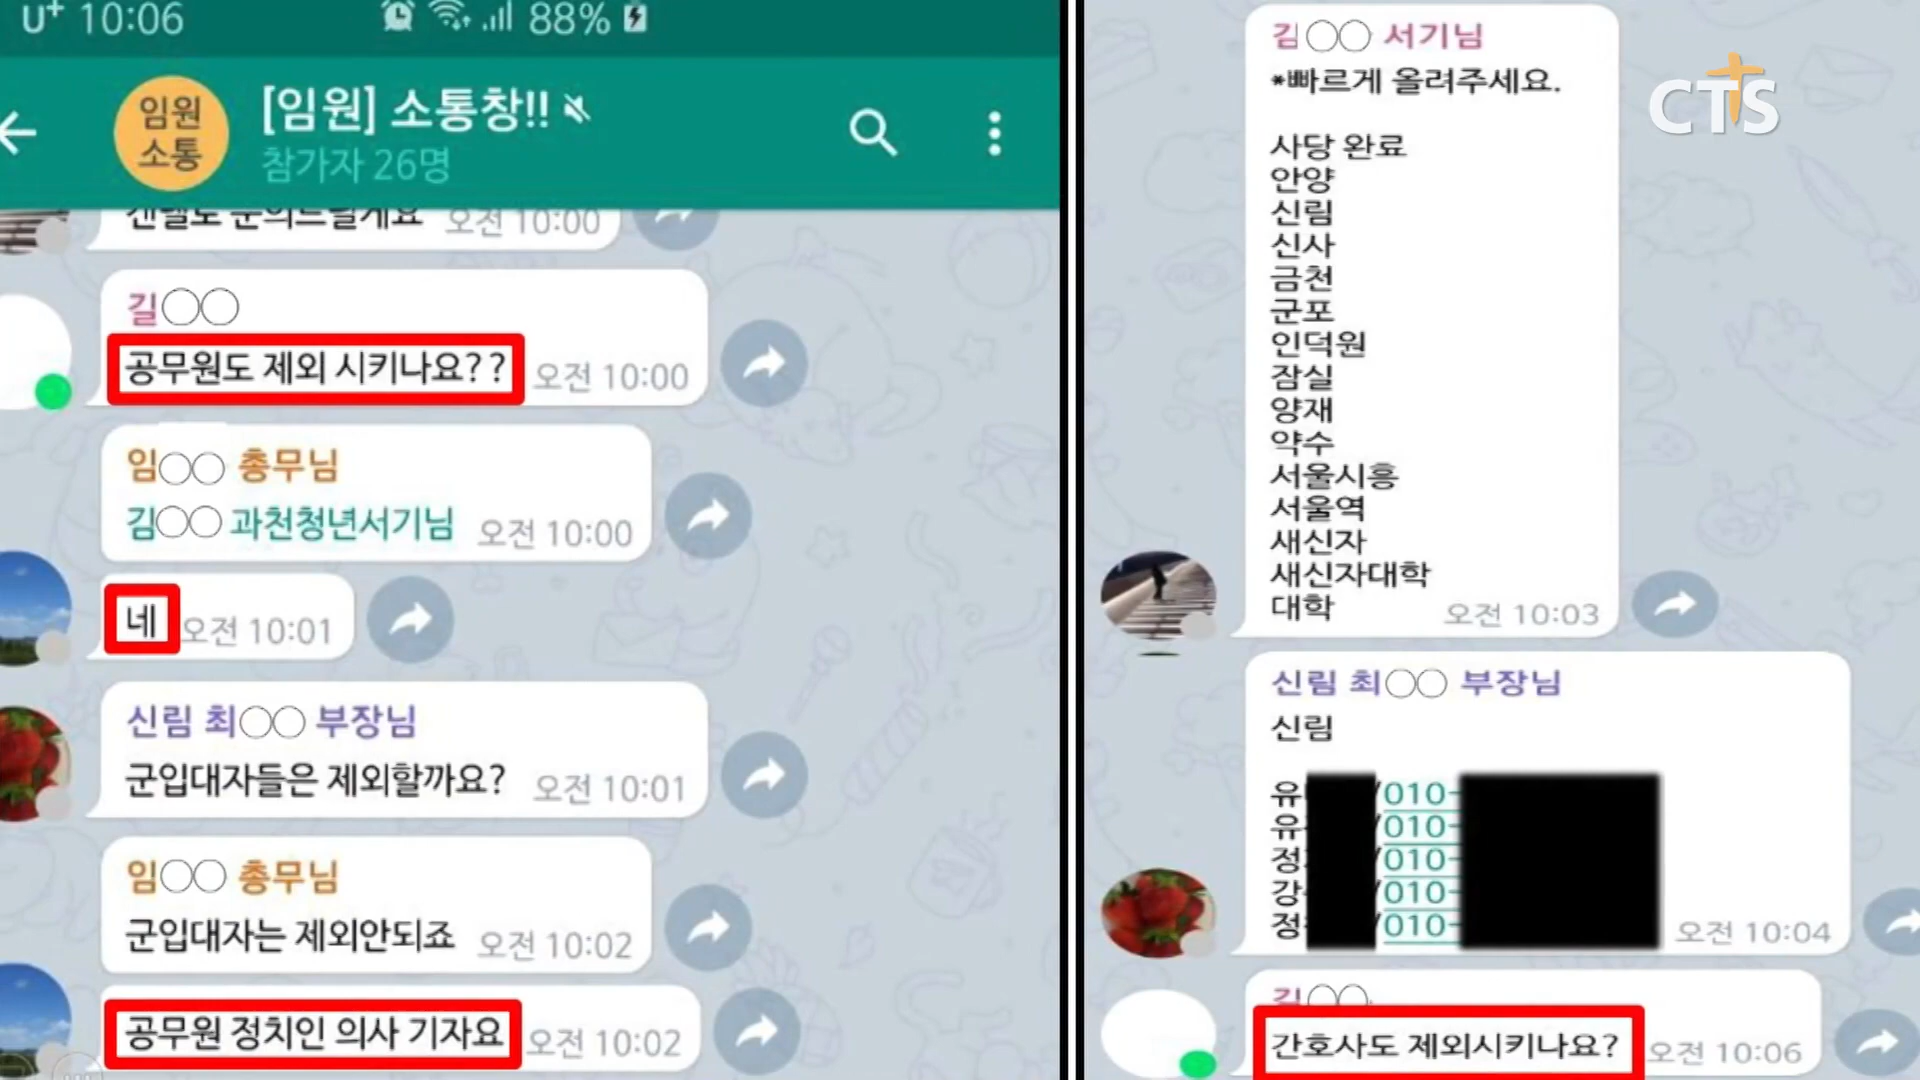 U+ 10:06 88%
임원
소통
[임원] 소통창!!
참가자 26명
오전 10:00
길○○
공무원도 제외 시키나요?? 오전 10:00
임○○ 총무님
김○○ 과천청년서기님 오전 10:00
네 오전 10:01
신림 최○○ 부장님
군입대자들은 제외할까요? 오전 10:01
임○○ 총무님
군입대자는 제외안되죠 오전 10:02
공무원 정치인 의사 기자요 오전 10:02
CTS
김○○ 서기님
*빠르게 올려주세요.
사당 완료
안양
신림
신사
금천
군포
인덕원
잠실
양재
약수
서울시흥
서울역
새신자
새신자대학
대학 오전 10:03
신림 최○○ 부장님
신림
유 /010-
유 /010-
정 /010-
강 /010-
정 /010- 오전 10:04
길○○
간호사도 제외시키나요? 오전 10:06